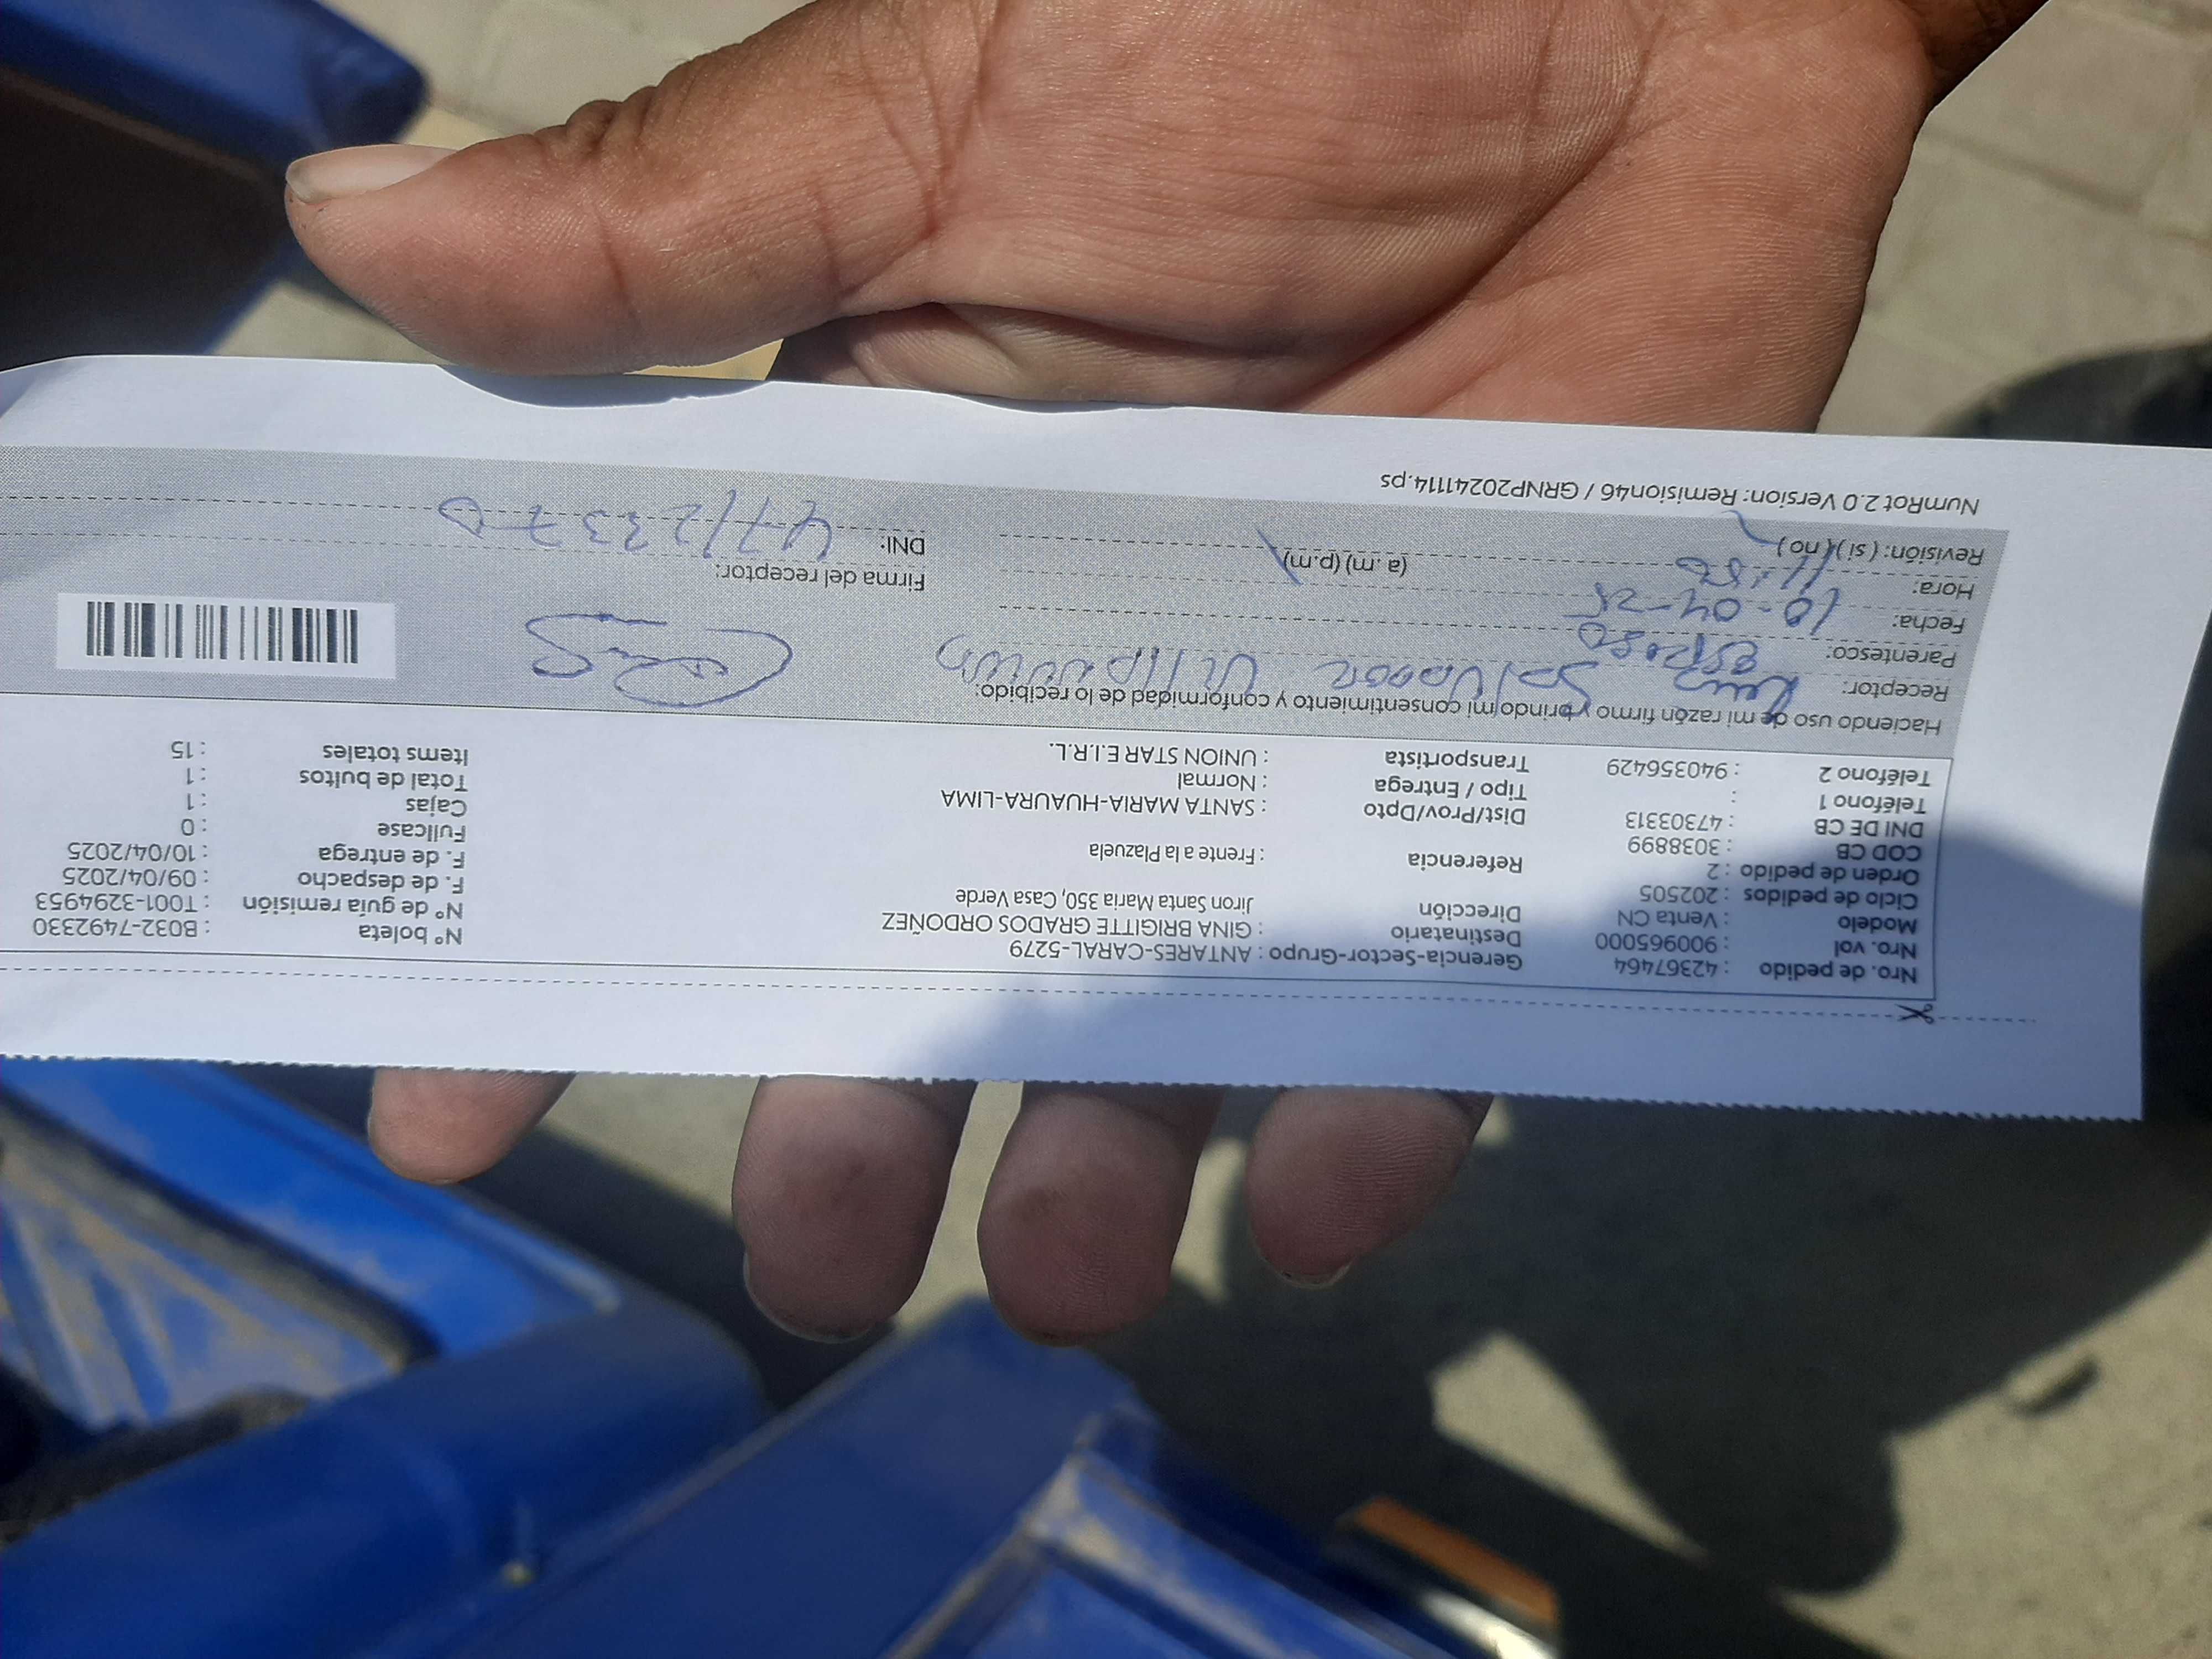 Nro. de pedido : 42367464 Gerencia-Sector-Grupo : ANTARES-CARAL-5279
Nro. vol : 900965000 Destinatario : GINA BRIGITTE GRADOS ORDOÑEZ Nº boleta : B032-7492330
Modelo : Venta CN Dirección Jiron Santa Maria 350, Casa Verde Nº de guía remisión : T001-3294953
Ciclo de pedidos : 202505 F. de despacho : 09/04/2025
Orden de pedido : 2 Referencia : Frente a la Plazuela F. de entrega : 10/04/2025
COD CB : 3038899 Fullcase : 0
DNI DE CB : 47303313 Dist/Prov/Dpto : SANTA MARIA-HUAURA-LIMA Cajas : 1
Teléfono 1 : Tipo / Entrega : Normal Total de bultos : 1
Teléfono 2 : 940356429 Transportista : UNION STAR E.I.R.L. Items totales : 15
Haciendo uso de mi razón firmo y brindo mi consentimiento y conformidad de lo recibido:
Receptor: Luis Salvador
Parentesco: esposo
Fecha: 10-04-25
Hora: 11:50 (a. m) (p.m) Firma del receptor:
Revisión: ( si ) ( no ) DNI:
NumRot 2.0 Version: Remision46 / GRNP20241114.ps